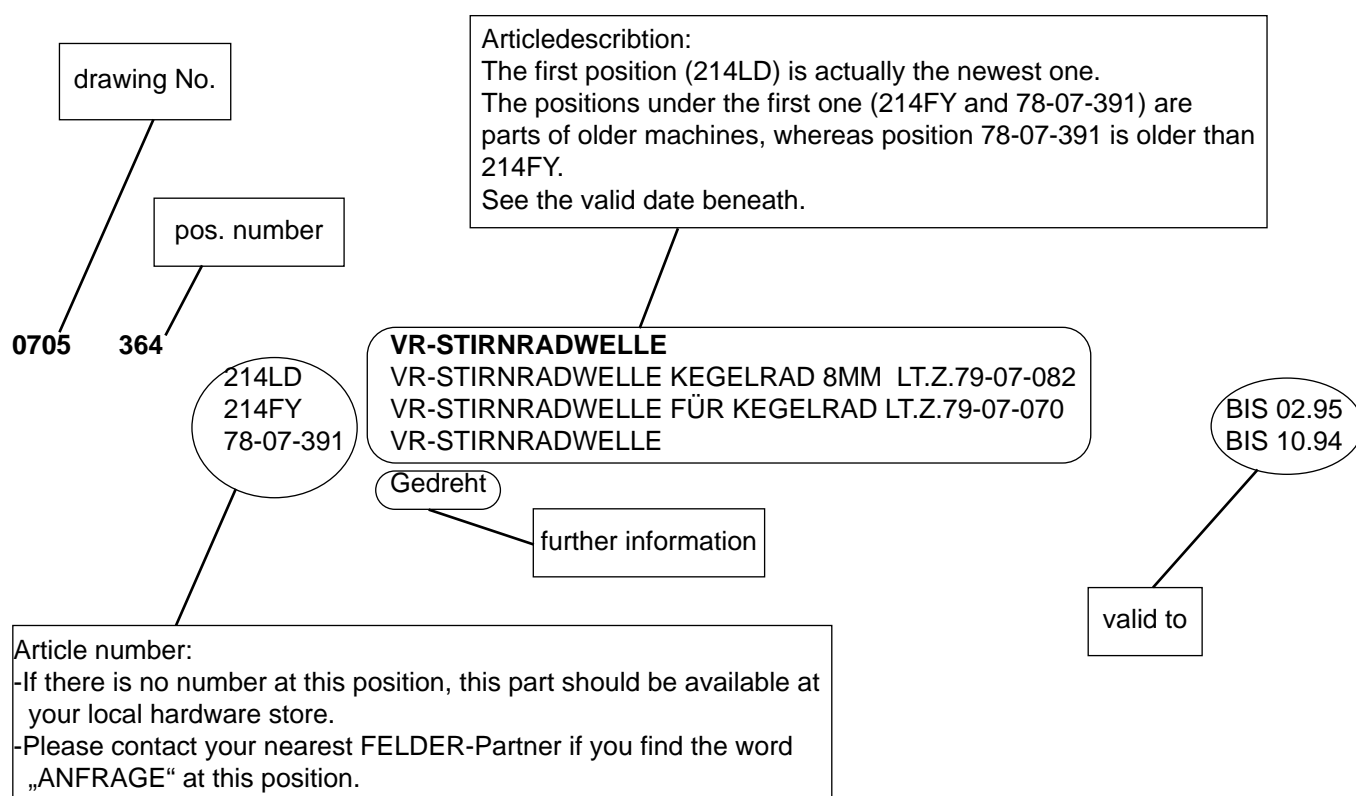 Articledescribtion:
The first position (214LD) is actually the newest one.
The positions under the first one (214FY and 78-07-391) are
parts of older machines, whereas position 78-07-391 is older than
214FY.
See the valid date beneath.
drawing No.
pos. number
0705 364 VR-STIRNRADWELLE
214LD VR-STIRNRADWELLE KEGELRAD 8MM LT.Z.79-07-082
214FY VR-STIRNRADWELLE FÜR KEGELRAD LT.Z.79-07-070 BIS 02.95
78-07-391 VR-STIRNRADWELLE BIS 10.94
Gedreht
further information
valid to
Article number:
-If there is no number at this position, this part should be available at
your local hardware store.
-Please contact your nearest FELDER-Partner if you find the word
„ANFRAGE“ at this position.